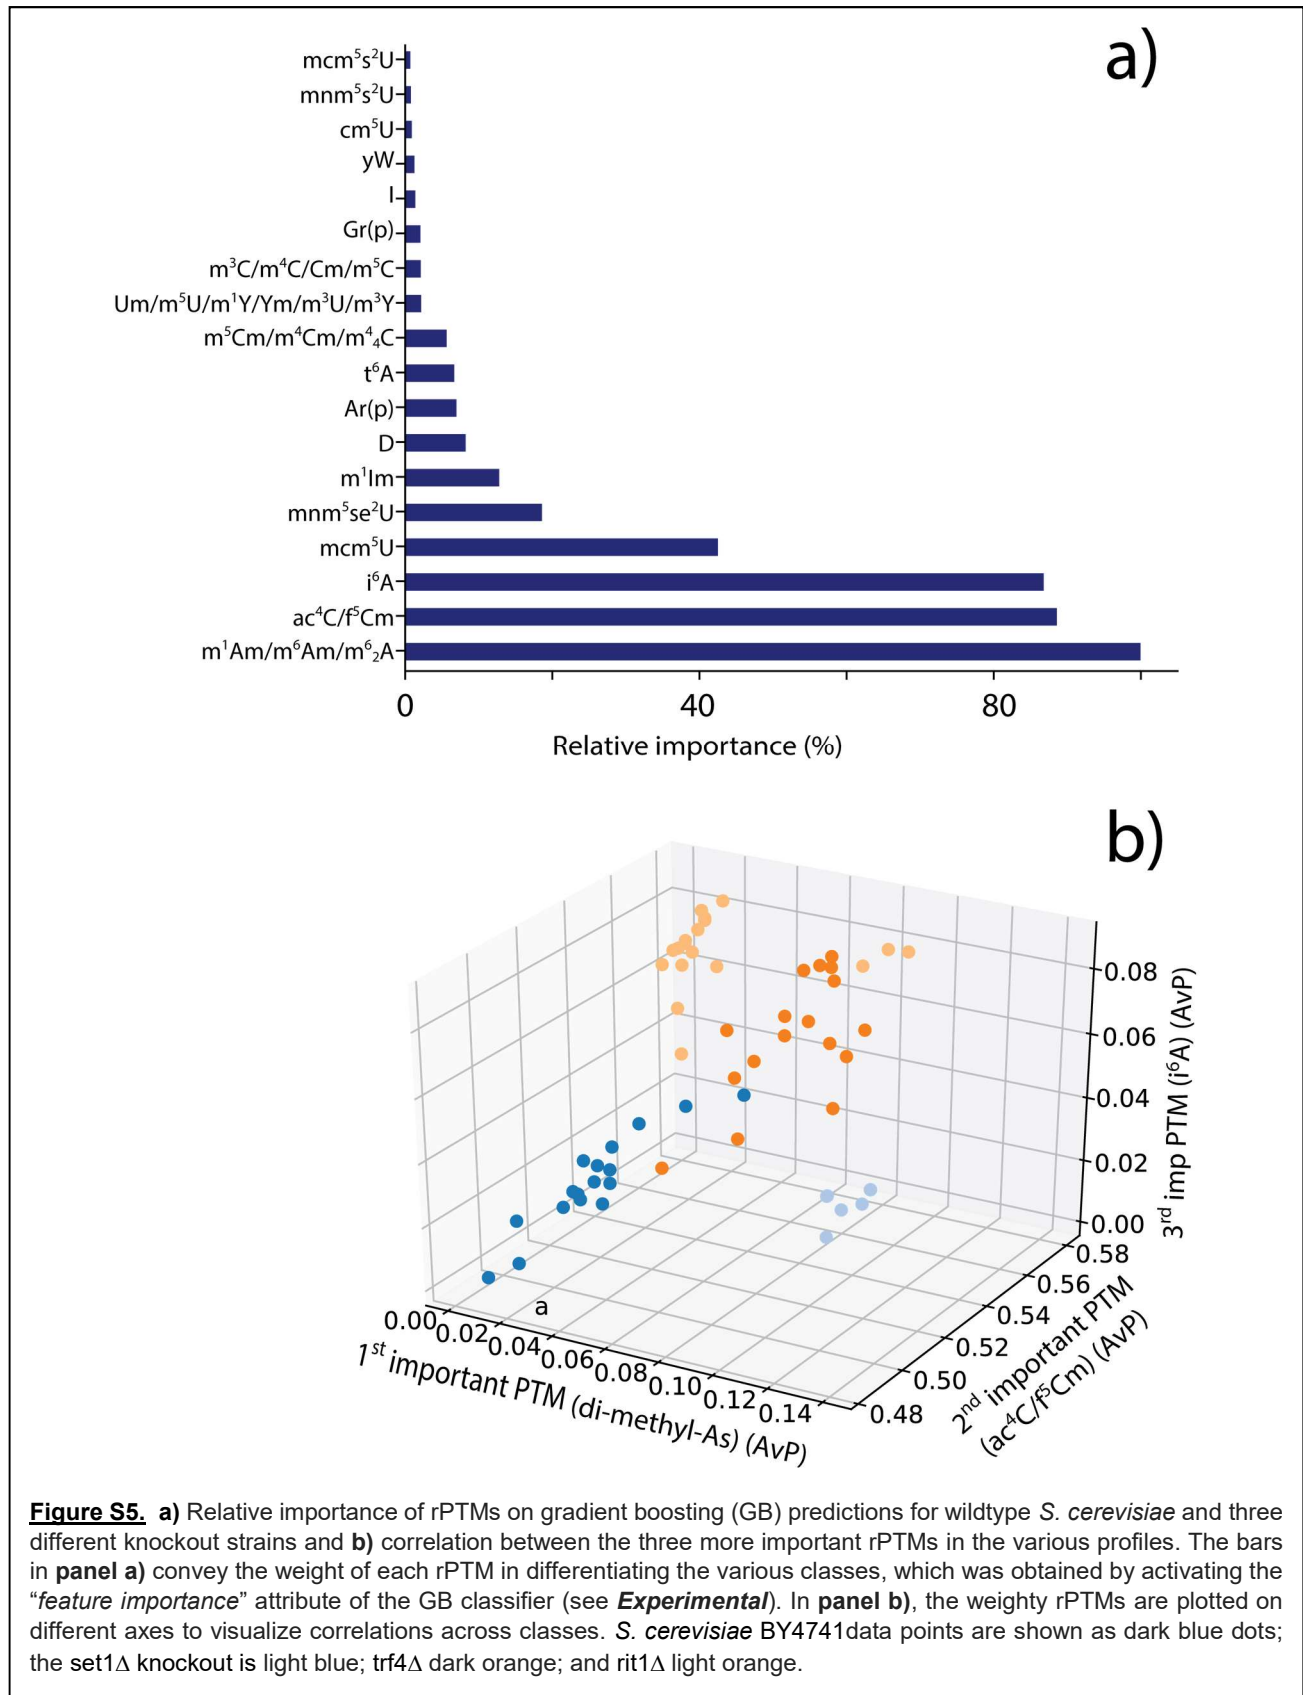 a)
mcm⁵s²U
mnm⁵s²U
cm⁵U
yW
I
Gr(p)
m³C/m⁴C/Cm/m⁵C
Um/m⁵U/m¹Y/Ym/m³U/m³Y
m⁵Cm/m⁴Cm/m⁴₄C
t⁶A
Ar(p)
D
m¹Im
mnm⁵se²U
mcm⁵U
i⁶A
ac⁴C/f⁵Cm
m¹Am/m⁶Am/m⁶₂A
0 40 80
Relative importance (%)
b)
0.08
0.06
0.04
0.02
0.00
3rd imp PTM (i⁶A) (AvP)
0.58
0.56
0.54
0.52
0.50
0.48
2nd important PTM
(ac⁴C/f⁵Cm) (AvP)
a
0.00 0.02 0.04 0.06 0.08 0.10 0.12 0.14
1st important PTM (di-methyl-As) (AvP)
Figure S5. a) Relative importance of rPTMs on gradient boosting (GB) predictions for wildtype S. cerevisiae and three
different knockout strains and b) correlation between the three more important rPTMs in the various profiles. The bars
in panel a) convey the weight of each rPTM in differentiating the various classes, which was obtained by activating the
“feature importance” attribute of the GB classifier (see Experimental). In panel b), the weighty rPTMs are plotted on
different axes to visualize correlations across classes. S. cerevisiae BY4741data points are shown as dark blue dots;
the set1Δ knockout is light blue; trf4Δ dark orange; and rit1Δ light orange.